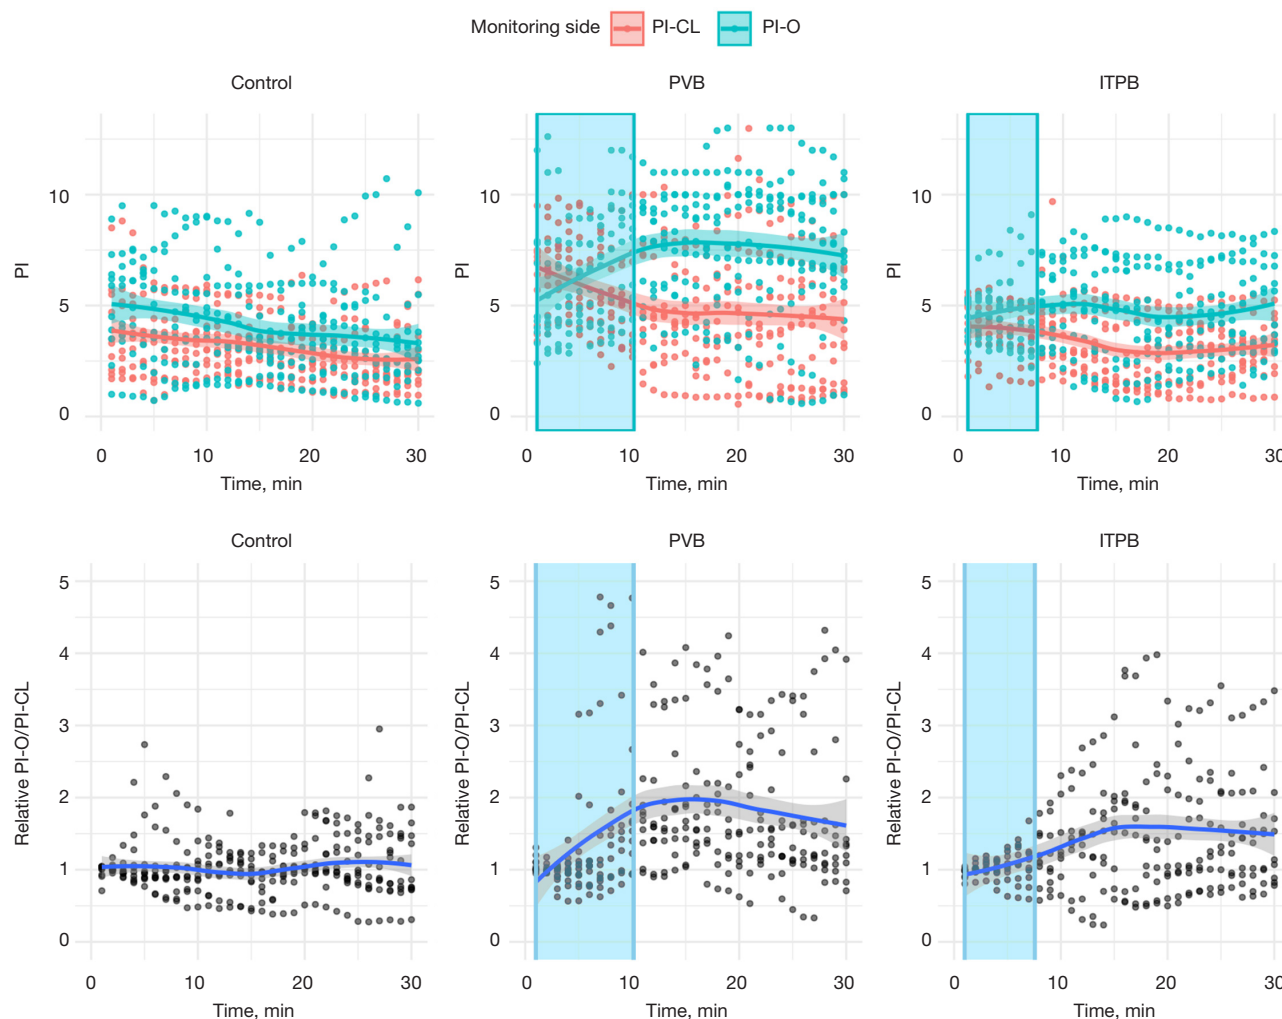 Monitoring side PI-CL PI-O
Control PVB ITPB
PI PI PI
10 10 10
5 5 5
0 0 0
0 10 20 30 0 10 20 30 0 10 20 30
Time, min Time, min Time, min
Control PVB ITPB
Relative PI-O/PI-CL Relative PI-O/PI-CL Relative PI-O/PI-CL
5 5 5
4 4 4
3 3 3
2 2 2
1 1 1
0 0 0
0 10 20 30 0 10 20 30 0 10 20 30
Time, min Time, min Time, min